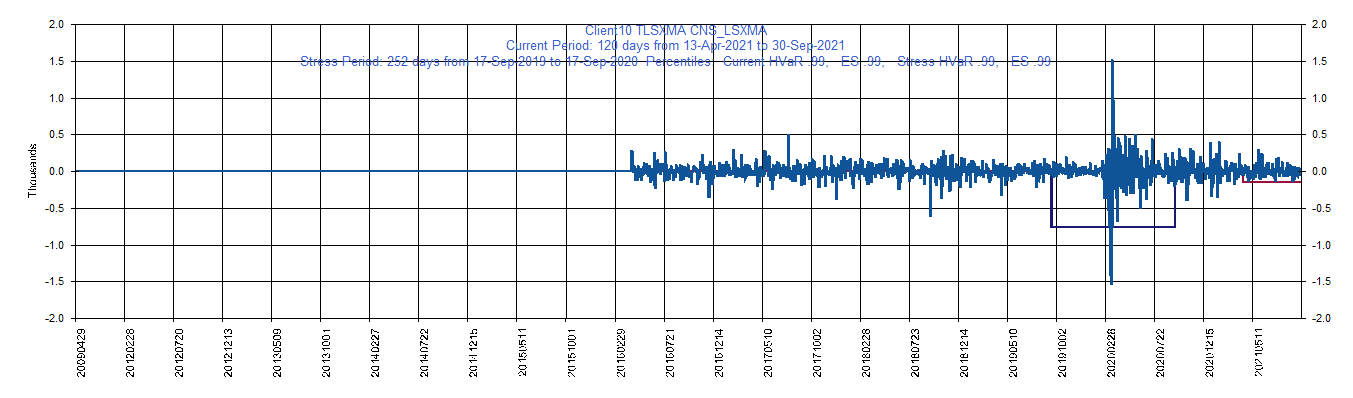 Client10 TLSXMA CNS_LSXMA
Current Period: 120 days from 13-Apr-2021 to 30-Sep-2021
Stress Period: 252 days from 17-Sep-2019 to 17-Sep-2020 Percentiles: Current HVaR .99, ES .99, Stress HVaR .99, ES .99
2.0 2.0
1.5 1.5
1.0 1.0
0.5 0.5
0.0 0.0
-0.5 -0.5
-1.0 -1.0
-1.5 -1.5
-2.0 -2.0
Thousands
20090429 20120228 20120720 20121213 20130509 20131001 20140227 20140722 20141215 20150511 20151001 20160229 20160721 20161214 20170510 20171002 20180228 20180723 20181214 20190510 20191002 20200228 20200722 20201215 20210511